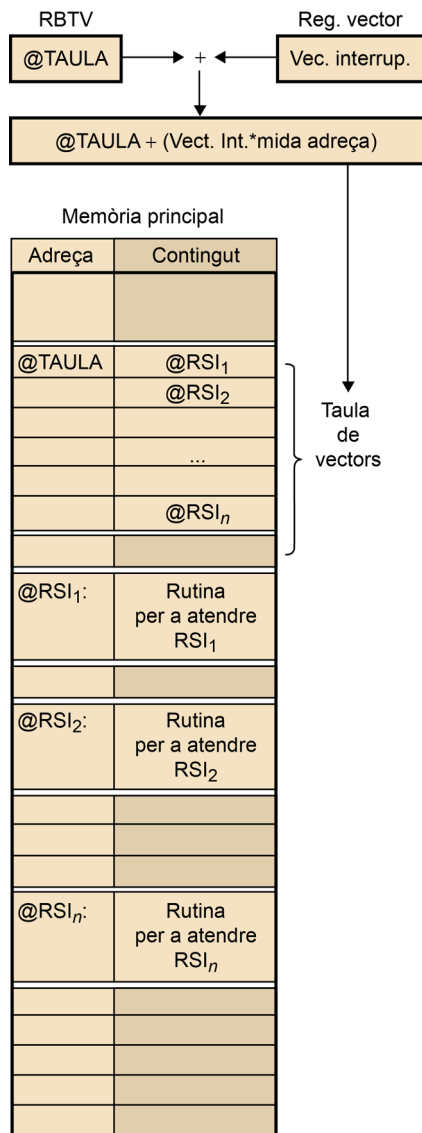 RBTV
Reg. vector
@TAULA
+
Vec. interrup.
@TAULA + (Vect. Int.*mida adreça)
Memòria principal
Adreça
Contingut
@TAULA
@RSI1
@RSI2
...
@RSIn
Taula
de
vectors
@RSI1:
Rutina
per a atendre
RSI1
@RSI2:
Rutina
per a atendre
RSI2
@RSIn:
Rutina
per a atendre
RSIn